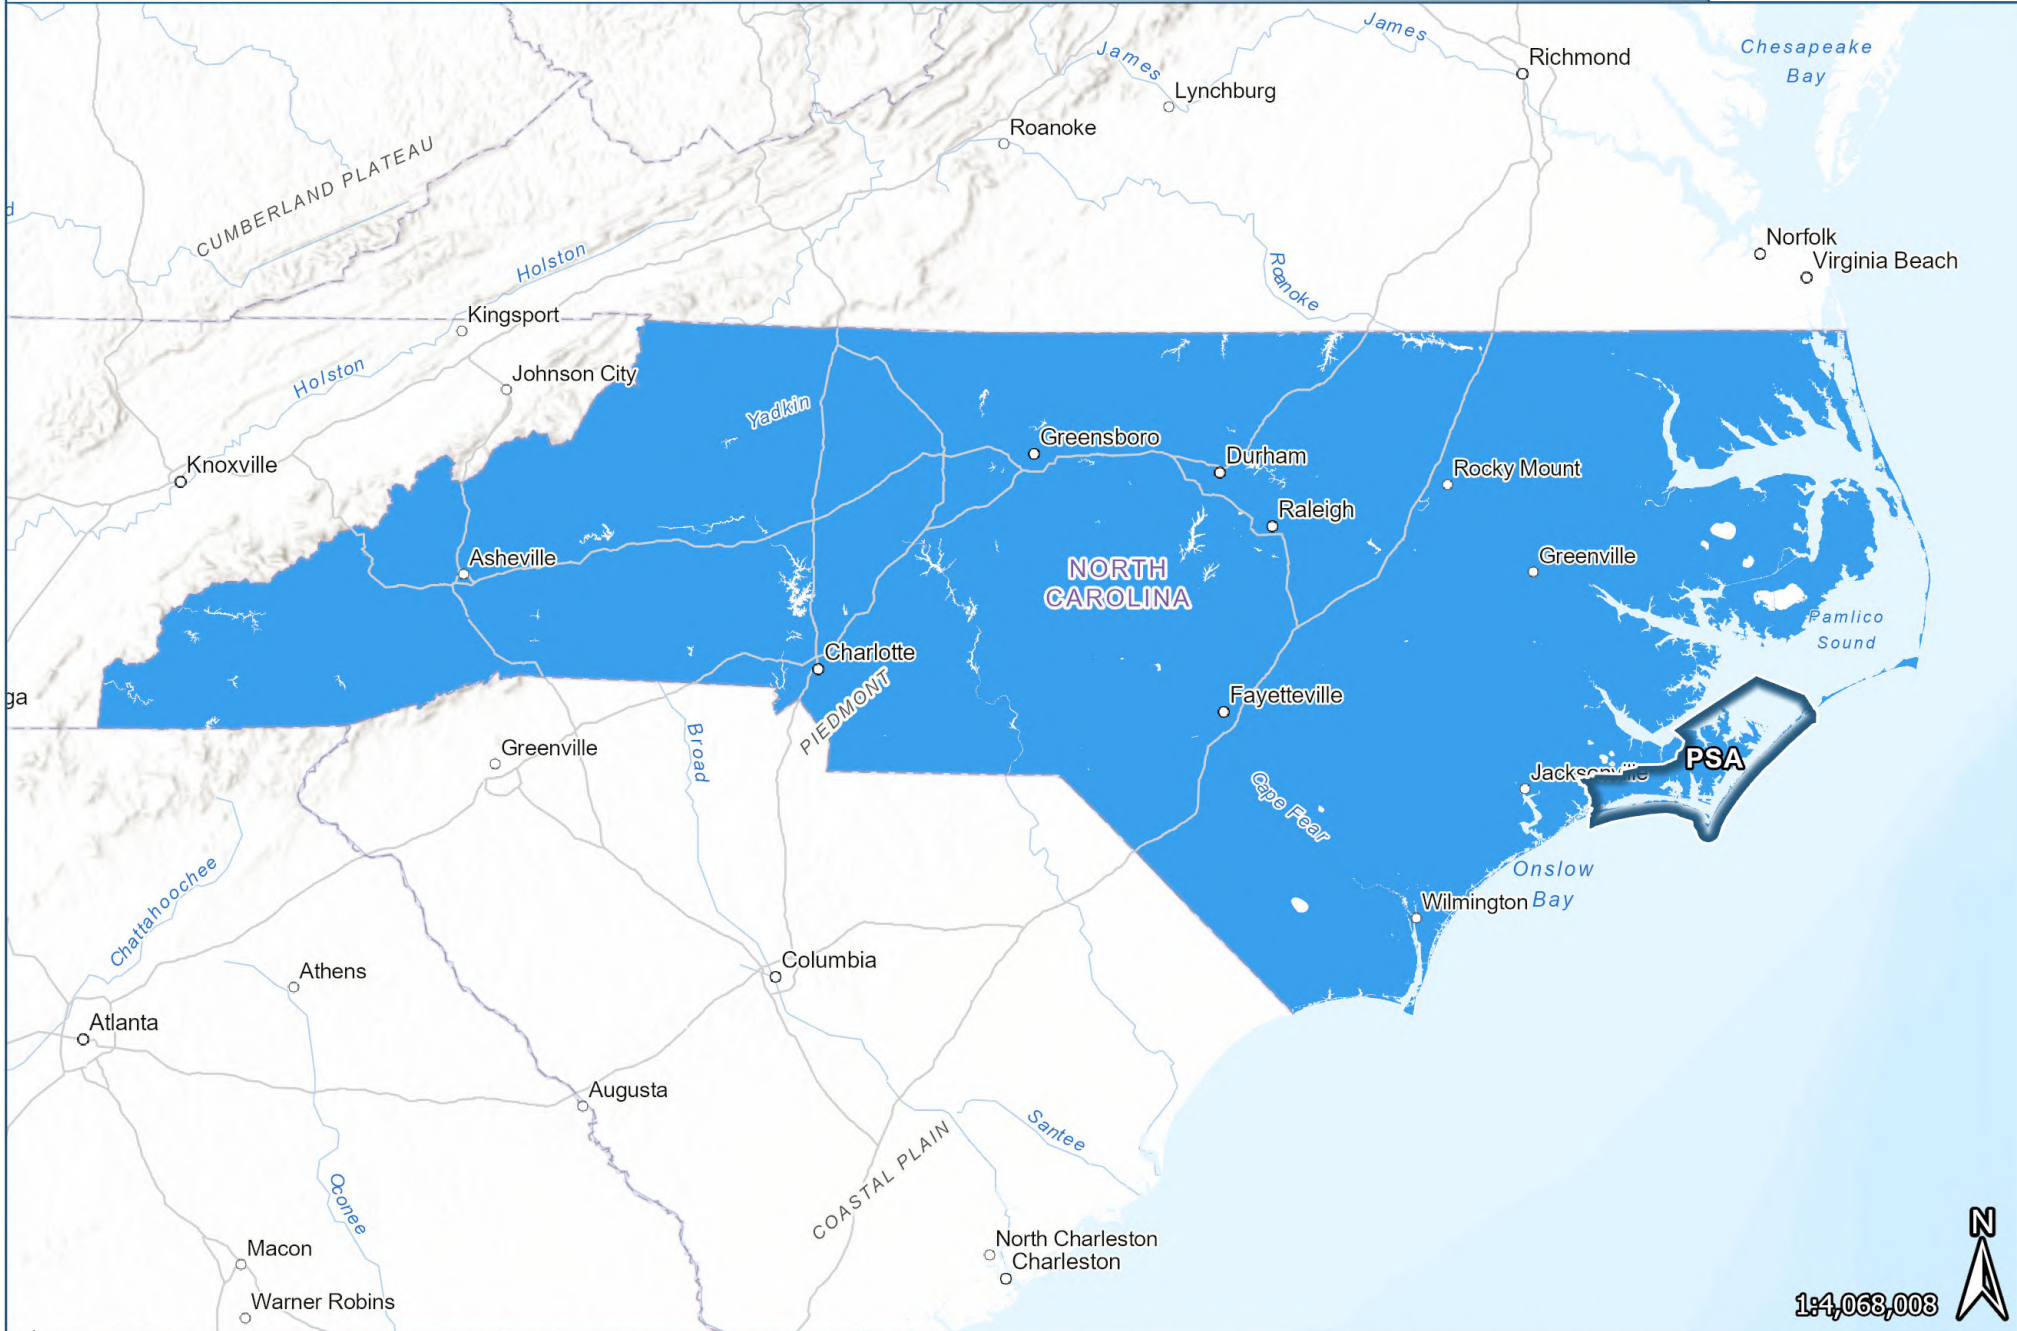 James
James
Richmond
Chesapeake
Bay
Lynchburg
Roanoke
CUMBERLAND PLATEAU
d
Norfolk
Virginia Beach
Holston
Roanoke
Kingsport
Holston
Johnson City
Yadkin
Greensboro
Durham
Knoxville
Rocky Mount
Raleigh
Asheville
Greenville
NORTH
CAROLINA
Pamlico
Sound
Charlotte
ga
Fayetteville
PIEDMONT
Greenville
Broad
PSA
Jacksonville
Cape Fear
Onslow
Bay
Wilmington
Chattahoochee
Columbia
Athens
Atlanta
Augusta
Santee
COASTAL PLAIN
Oconee
North Charleston
Charleston
Macon
Warner Robins
N
1:4,068,008